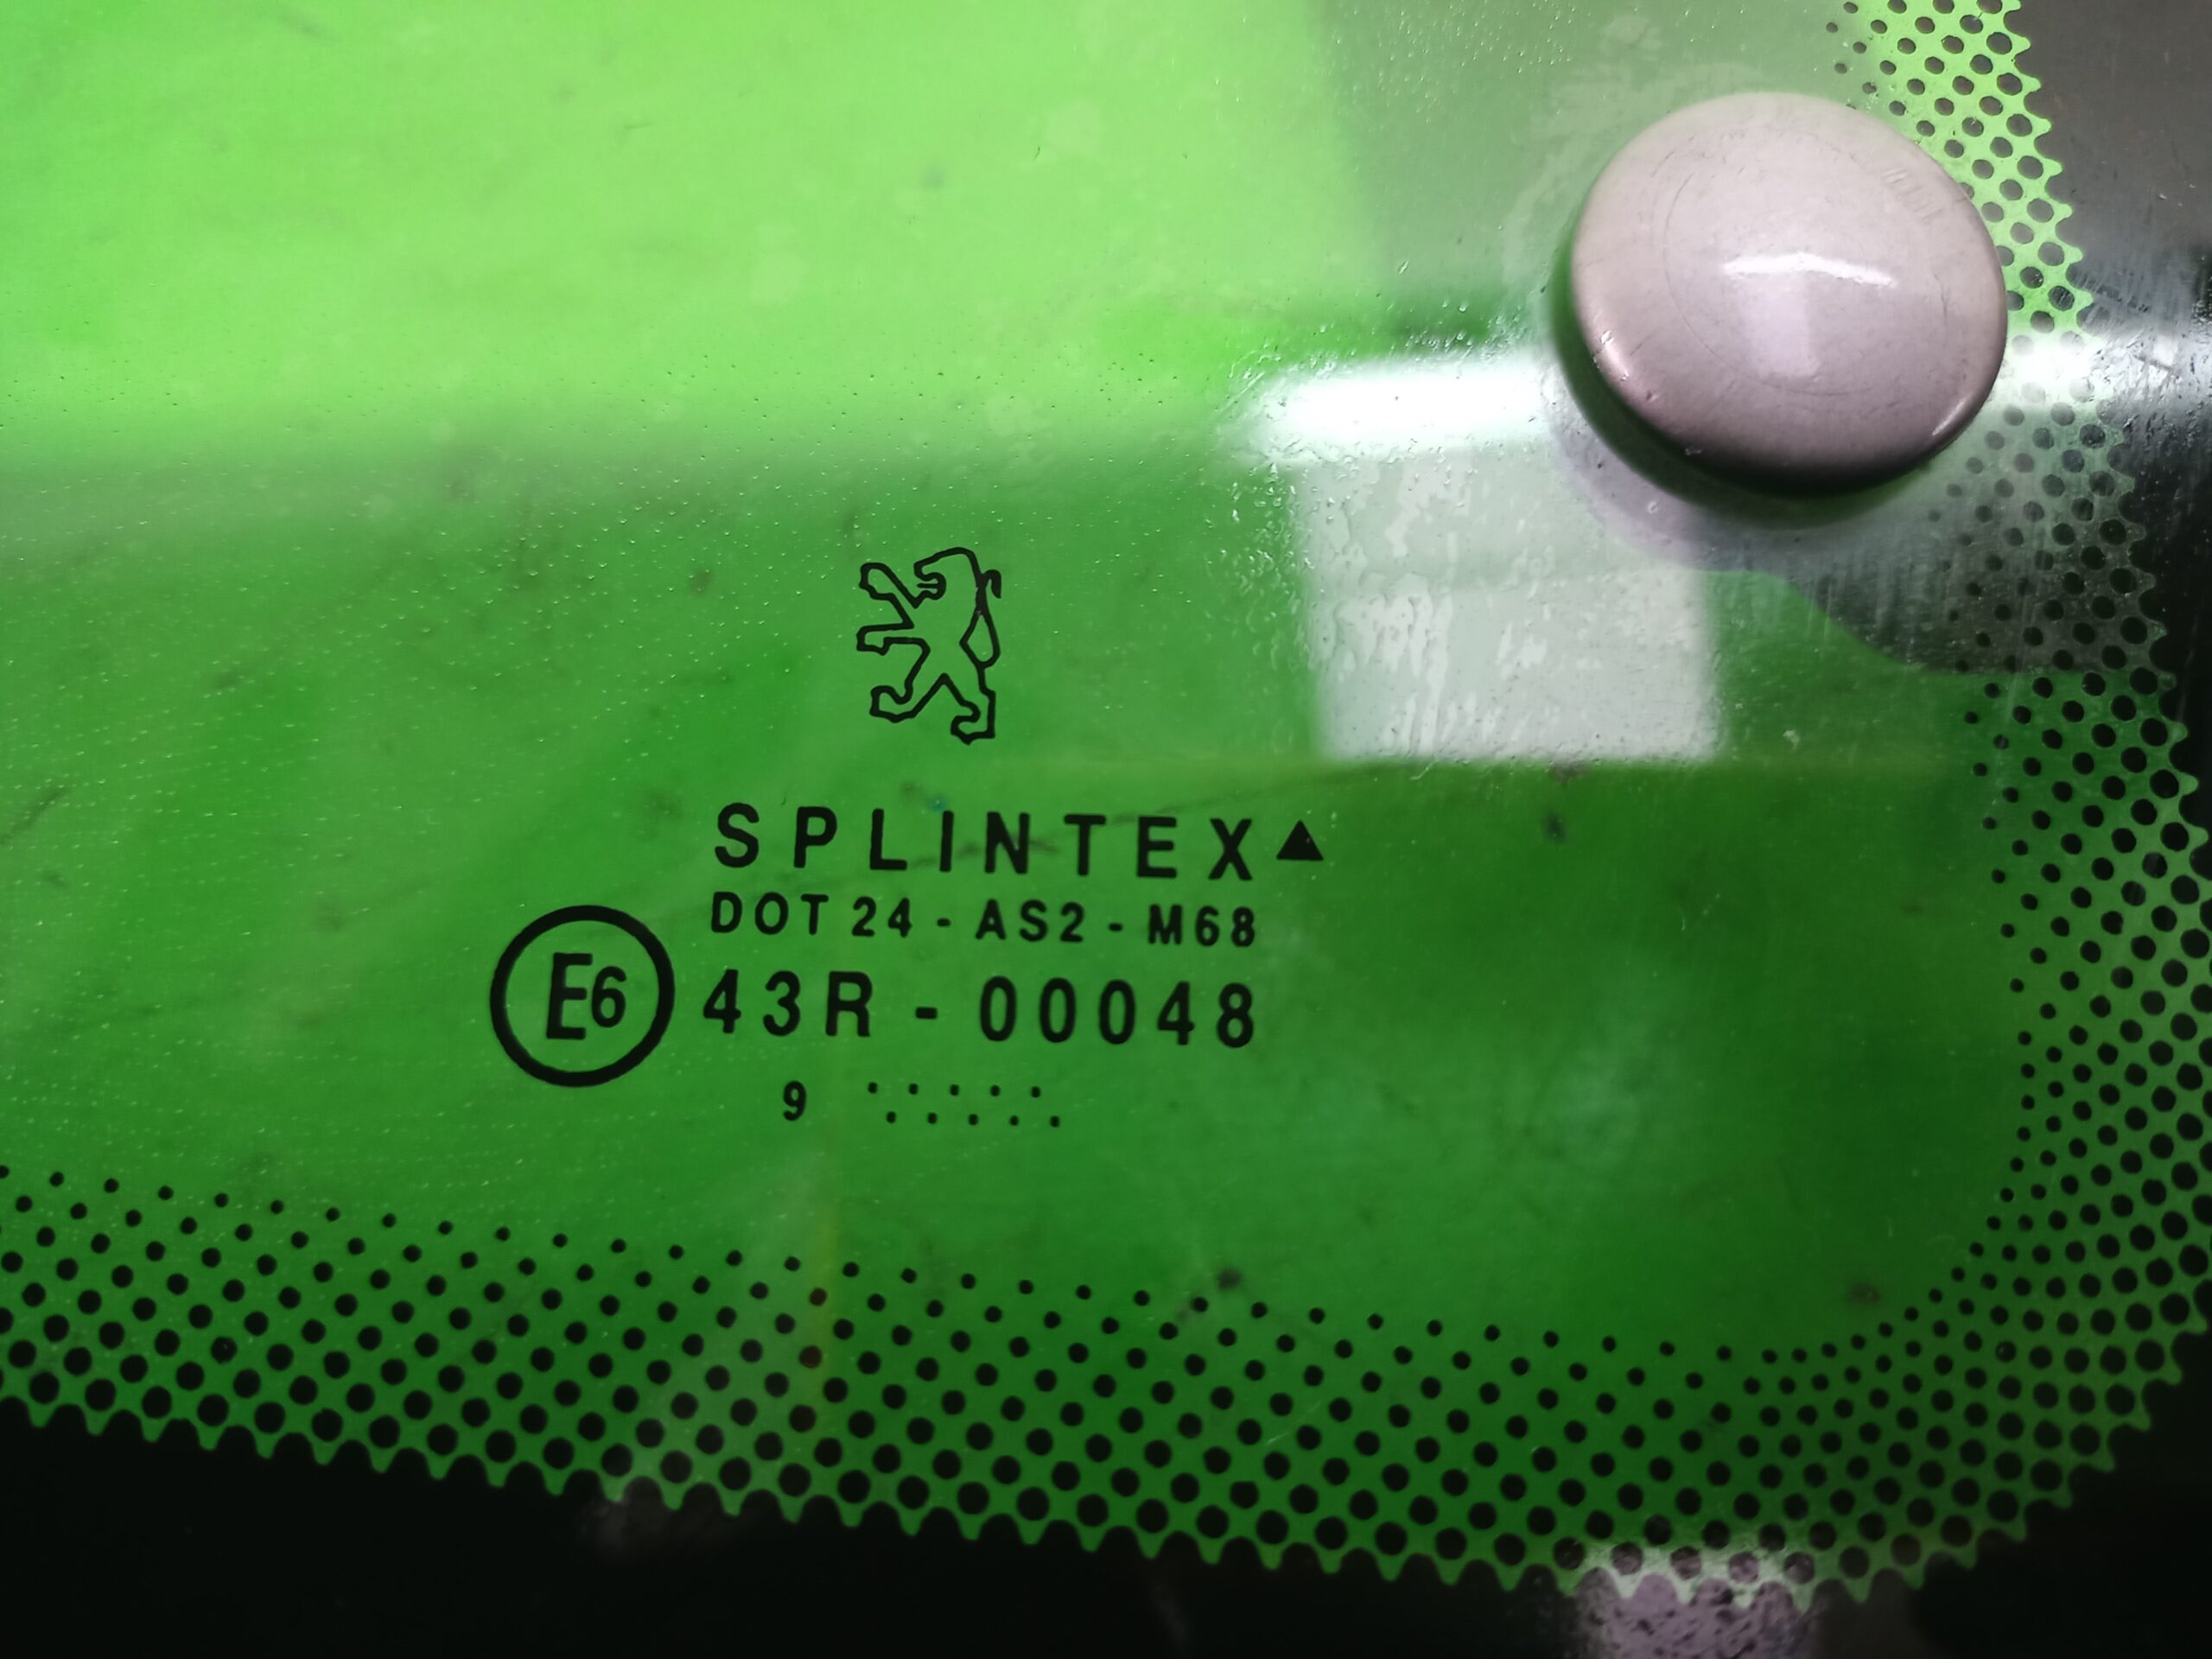 SPLINTEX▲
DOT 24 - AS2 - M68
E6 43R - 00048
9